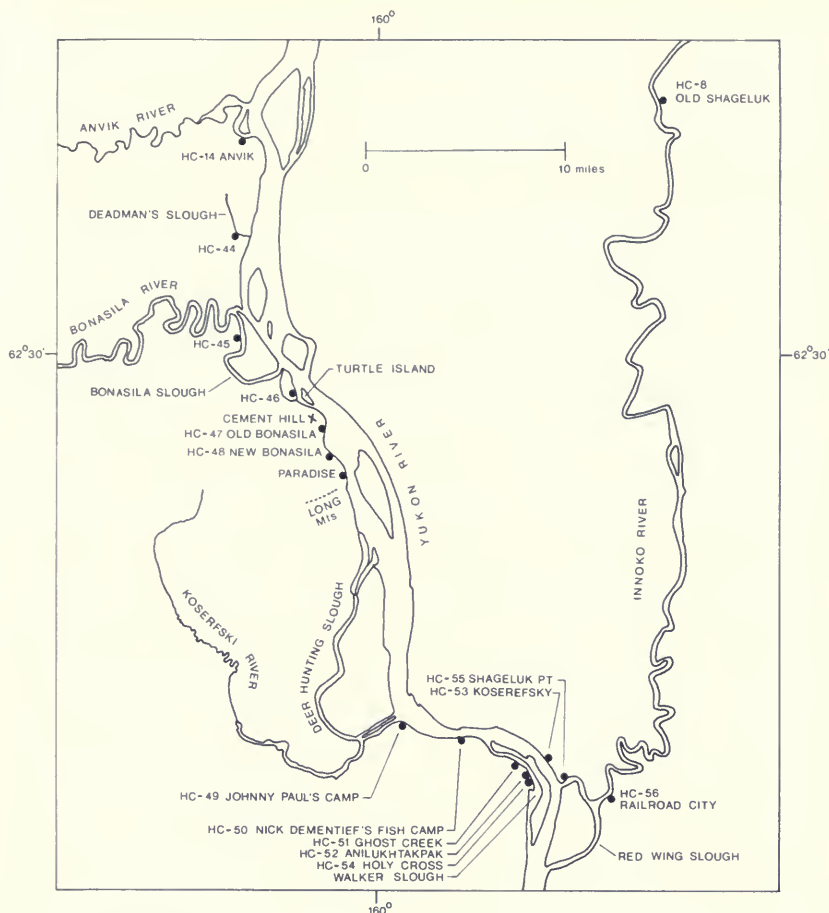 160°
HC-8
OLD SHAGELUK
ANVIK RIVER
HC-14 ANVIK
0
10 miles
DEADMAN'S SLOUGH
HC-44
BONASILA RIVER
HC-45
62°30'
62°30'
BONASILA SLOUGH
TURTLE ISLAND
HC-46
CEMENT HILL X
HC-47 OLD BONASILA
HC-48 NEW BONASILA
PARADISE
LONG
Mts
YUKON RIVER
INNOKO RIVER
KOSERFSKI RIVER
DEER HUNTING SLOUGH
HC-55 SHAGELUK PT
HC-53 KOSEREFSKY
HC-49 JOHNNY PAUL'S CAMP
HC-56
RAILROAD CITY
HC-50 NICK DEMENTIEF'S FISH CAMP
HC-51 GHOST CREEK
HC-52 ANILUKHTAKPAK
HC-54 HOLY CROSS
WALKER SLOUGH
RED WING SLOUGH
160°